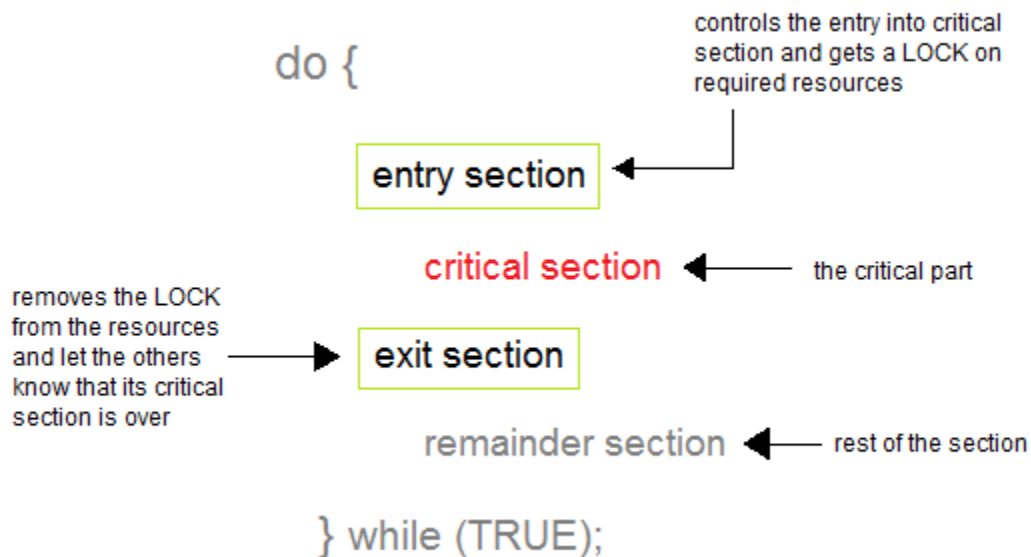 controls the entry into critical
section and gets a LOCK on
required resources
do {
entry section
critical section
the critical part
removes the LOCK
from the resources
and let the others
know that its critical
section is over
exit section
remainder section
rest of the section
} while (TRUE);